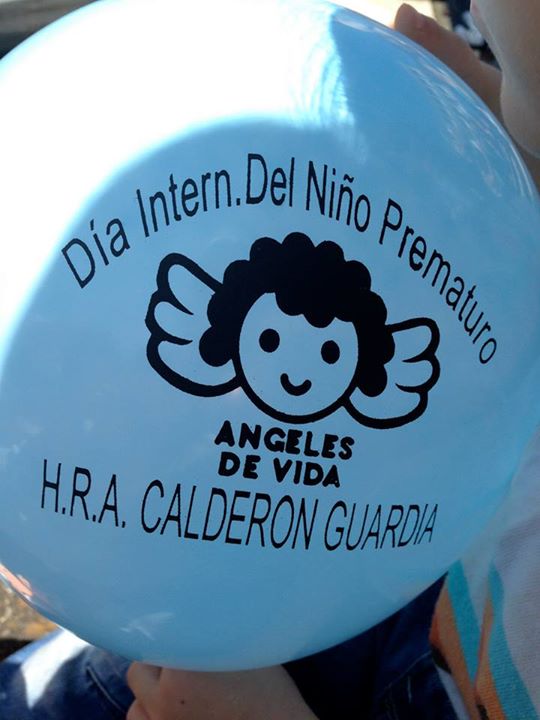 Día Intern.Del Niño Prematuro
ANGELES
DE VIDA
H.R.A. CALDERON GUARDIA